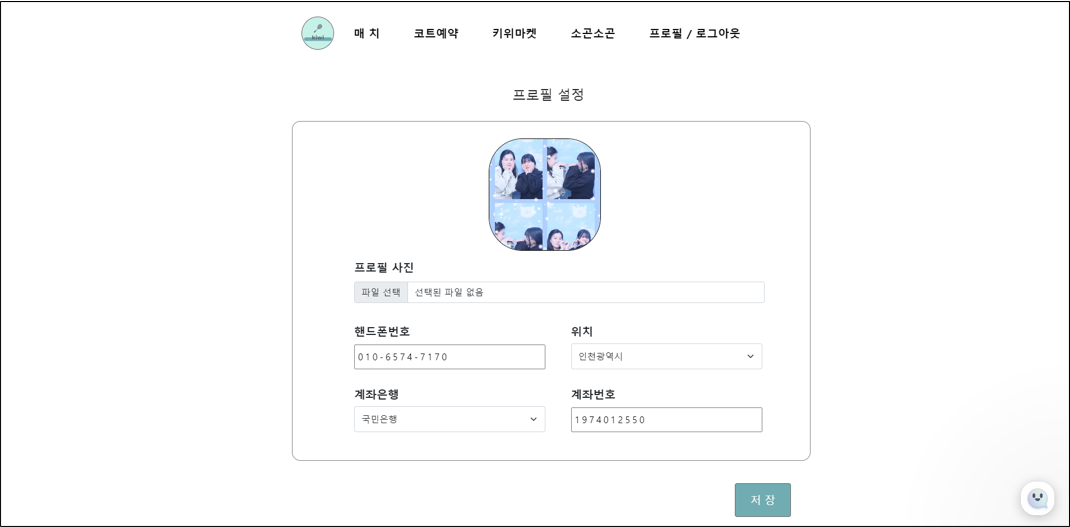 kiwi
매 치 코트예약 키위마켓 소곤소곤 프로필 / 로그아웃
프로필 설정
프로필 사진
파일 선택 선택된 파일 없음
핸드폰번호 위치
010-6574-7170 인천광역시
계좌은행 계좌번호
국민은행 1974012550
저 장